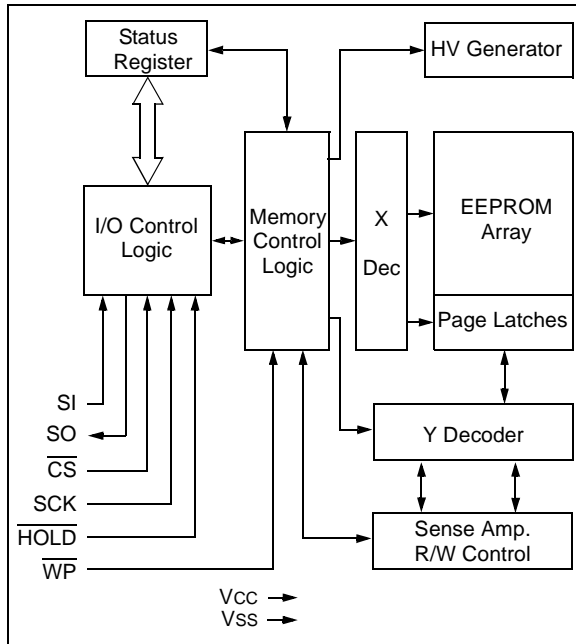 Status
Register
HV Generator
I/O Control
Logic
Memory
Control
Logic
X
Dec
EEPROM
Array
Page Latches
SI
SO
CS
SCK
HOLD
WP
Y Decoder
Sense Amp.
R/W Control
VCC
VSS